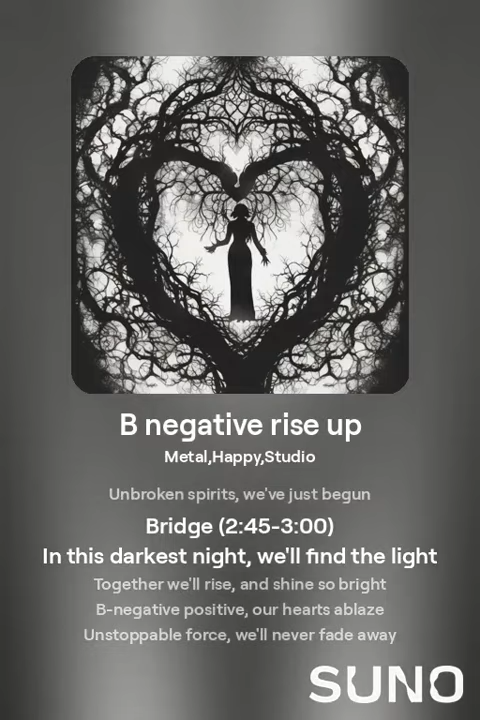 B negative rise up
Metal,Happy,Studio
Unbroken spirits, we've just begun
Bridge (2:45-3:00)
In this darkest night, we'll find the light
Together we'll rise, and shine so bright
B-negative positive, our hearts ablaze
Unstoppable force, we'll never fade away
SUNO